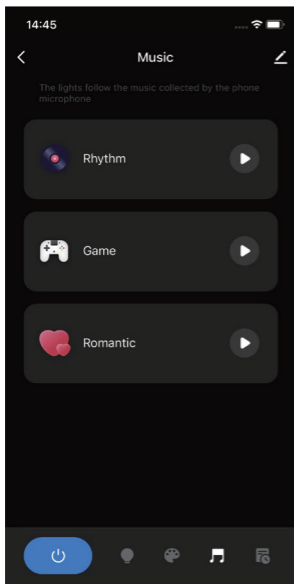 14:45
Music
The lights follow the music collected by the phone
microphone
Rhythm
Game
Romantic